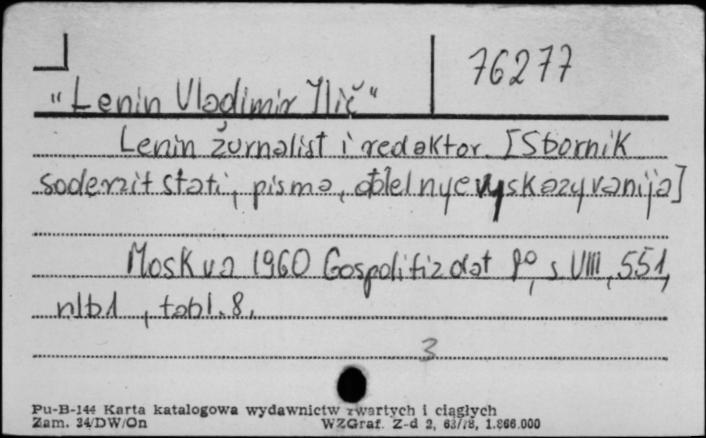 76277
"Lenin Vladimir Ilič"
Lenin žurnalist i redaktor. [Sbornik
soderzit stati, pisma, otdelnye vyskazyvanija]
Moskva 1960 Gospolitizdat 8°, s. VIII, 551,
nlb1, tabl. 8.
3
Pu-B-144 Karta katalogowa wydawnictw zwartych i ciągłych
Zam. 34/DW/On WZGraf. Z-d 2, 63/78, 1.866.000